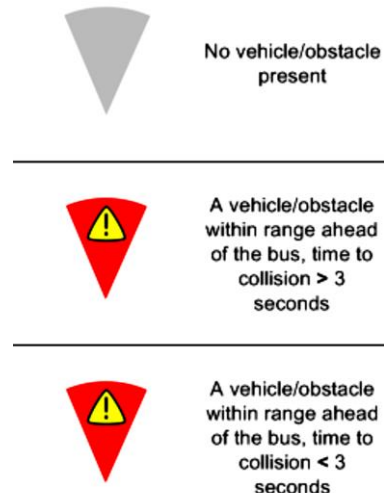 No vehicle/obstacle
present
A vehicle/obstacle
within range ahead
of the bus, time to
collision > 3
seconds
A vehicle/obstacle
within range ahead
of the bus, time to
collision < 3
seconds